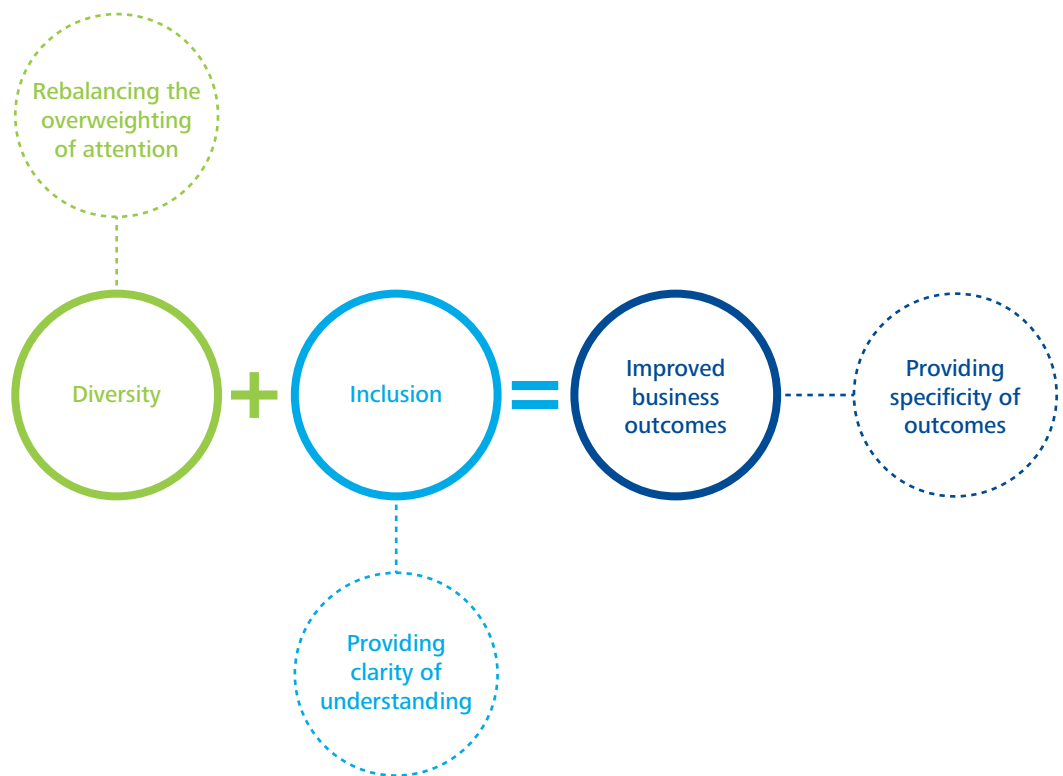 Rebalancing the
overweighting
of attention
Diversity
+
Inclusion
=
Improved
business
outcomes
Providing
specificity of
outcomes
Providing
clarity of
understanding